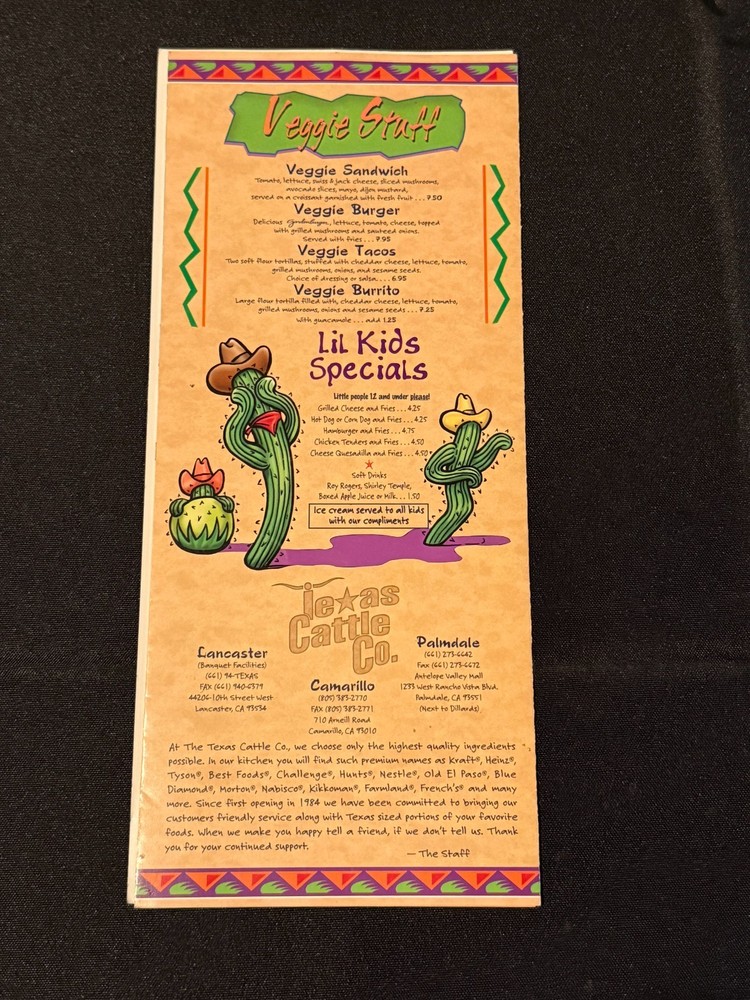 Veggie Stuff
Veggie Sandwich
Tomato, lettuce, swiss & jack cheese, sliced mushrooms,
avocado slices, mayo, dijon mustard,
served on a croissant garnished with fresh fruit . . . 7.50
Veggie Burger
Delicious Gardenburger, lettuce, tomato, cheese, topped
with grilled mushrooms and sauteed onions.
Served with fries . . . 7.95
Veggie Tacos
Two soft flour tortillas, stuffed with cheddar cheese, lettuce, tomato,
grilled mushrooms, onions, and sesame seeds.
Choice of dressing or salsa. . . . 6.95
Veggie Burrito
Large flour tortilla filled with, cheddar cheese, lettuce, tomato,
grilled mushrooms, onions and sesame seeds . . . 7.25
with guacamole . . . add 1.25
Lil Kids
Specials
Little people 12 and under please!
Grilled Cheese and Fries . . . 4.25
Hot Dog or Corn Dog and Fries . . . 4.25
Hamburger and Fries . . . 4.75
Chicken Tenders and Fries . . . 4.50
Cheese Quesadilla and Fries . . . 4.50
Soft Drinks
Roy Rogers, Shirley Temple,
Boxed Apple Juice or Milk. . . 1.50
Ice cream served to all kids
with our compliments
Texas
Cattle
Co.
Lancaster
(Banquet Facilities)
(661) 94-TEXAS
FAX (661) 940-6379
44206-10th Street West
Lancaster, CA 93534
Camarillo
(805) 383-2770
FAX (805) 383-2771
710 Arneill Road
Camarillo, CA 93010
Palmdale
(661) 273-6642
Fax (661) 273-6672
Antelope Valley Mall
1233 West Rancho Vista Blvd.
Palmdale, CA 93551
(Next to Dillards)
At The Texas Cattle Co., we choose only the highest quality ingredients
possible. In our kitchen you will find such premium names as Kraft®, Heinz®,
Tyson®, Best Foods®, Challenge®, Hunts®, Nestle®, Old El Paso®, Blue
Diamond®, Morton®, Nabisco®, Kikkoman®, Farmland®, French's® and many
more. Since first opening in 1984 we have been committed to bringing our
customers friendly service along with Texas sized portions of your favorite
foods. When we make you happy tell a friend, if we don't tell us. Thank
you for your continued support.
— The Staff